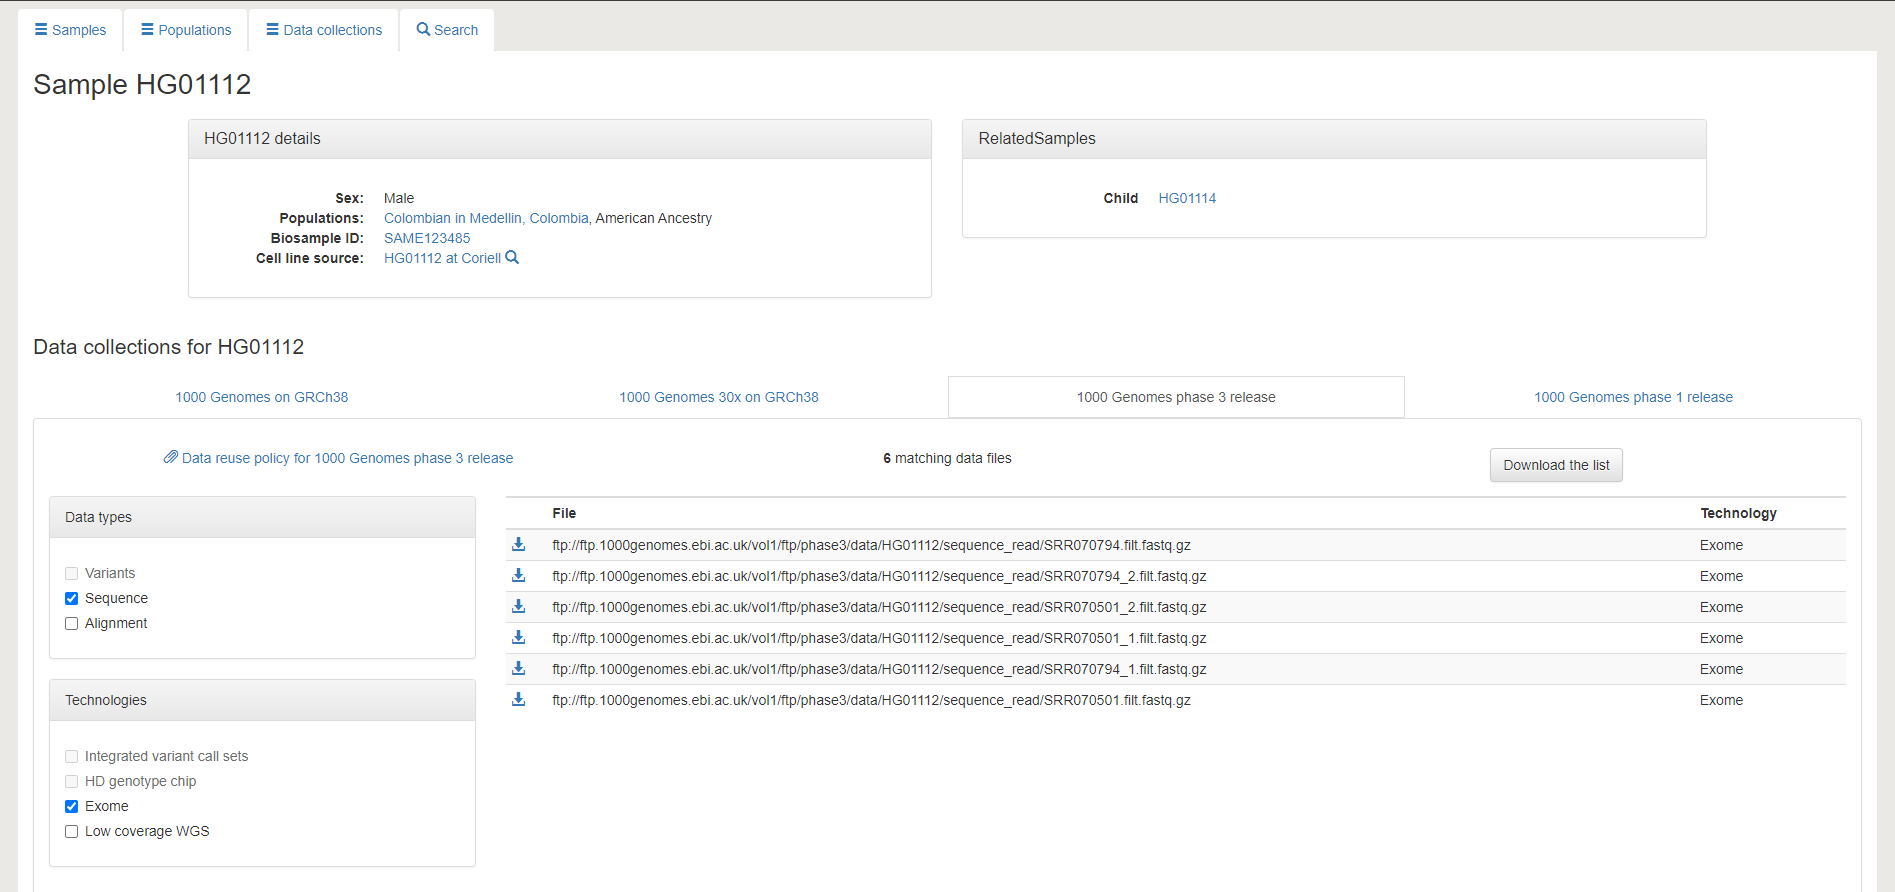 Samples
Populations
Data collections
Search
Sample HG01112
HG01112 details
Sex: Male
Populations: Colombian in Medellin, Colombia, American Ancestry
Biosample ID: SAME123485
Cell line source: HG01112 at Coriell
RelatedSamples
Child HG01114
Data collections for HG01112
1000 Genomes on GRCh38
1000 Genomes 30x on GRCh38
1000 Genomes phase 3 release
1000 Genomes phase 1 release
Data reuse policy for 1000 Genomes phase 3 release
6 matching data files
Download the list
Data types
Variants
Sequence
Alignment
Technologies
Integrated variant call sets
HD genotype chip
Exome
Low coverage WGS
File Technology
ftp://ftp.1000genomes.ebi.ac.uk/vol1/ftp/phase3/data/HG01112/sequence_read/SRR070794.filt.fastq.gz Exome
ftp://ftp.1000genomes.ebi.ac.uk/vol1/ftp/phase3/data/HG01112/sequence_read/SRR070794_2.filt.fastq.gz Exome
ftp://ftp.1000genomes.ebi.ac.uk/vol1/ftp/phase3/data/HG01112/sequence_read/SRR070501_2.filt.fastq.gz Exome
ftp://ftp.1000genomes.ebi.ac.uk/vol1/ftp/phase3/data/HG01112/sequence_read/SRR070501_1.filt.fastq.gz Exome
ftp://ftp.1000genomes.ebi.ac.uk/vol1/ftp/phase3/data/HG01112/sequence_read/SRR070794_1.filt.fastq.gz Exome
ftp://ftp.1000genomes.ebi.ac.uk/vol1/ftp/phase3/data/HG01112/sequence_read/SRR070501.filt.fastq.gz Exome